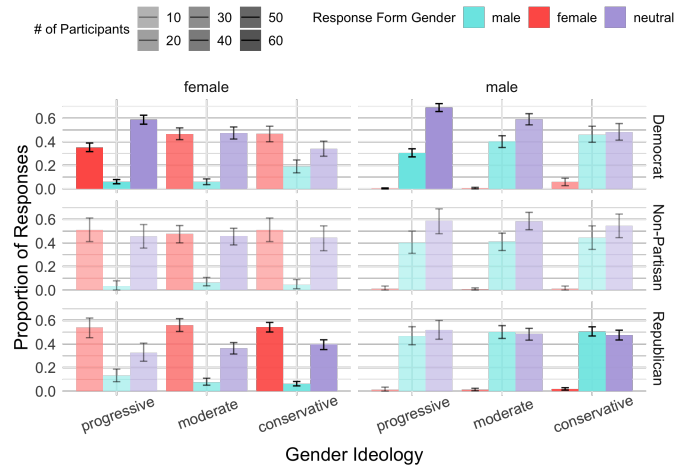 # of Participants
10 30 50
20 40 60
Response Form Gender male female neutral
female male
Proportion of Responses
0.6
0.4
0.2
0.0
Democrat
0.6
0.4
0.2
0.0
Non-Partisan
0.6
0.4
0.2
0.0
Republican
progressive moderate conservative progressive moderate conservative
Gender Ideology